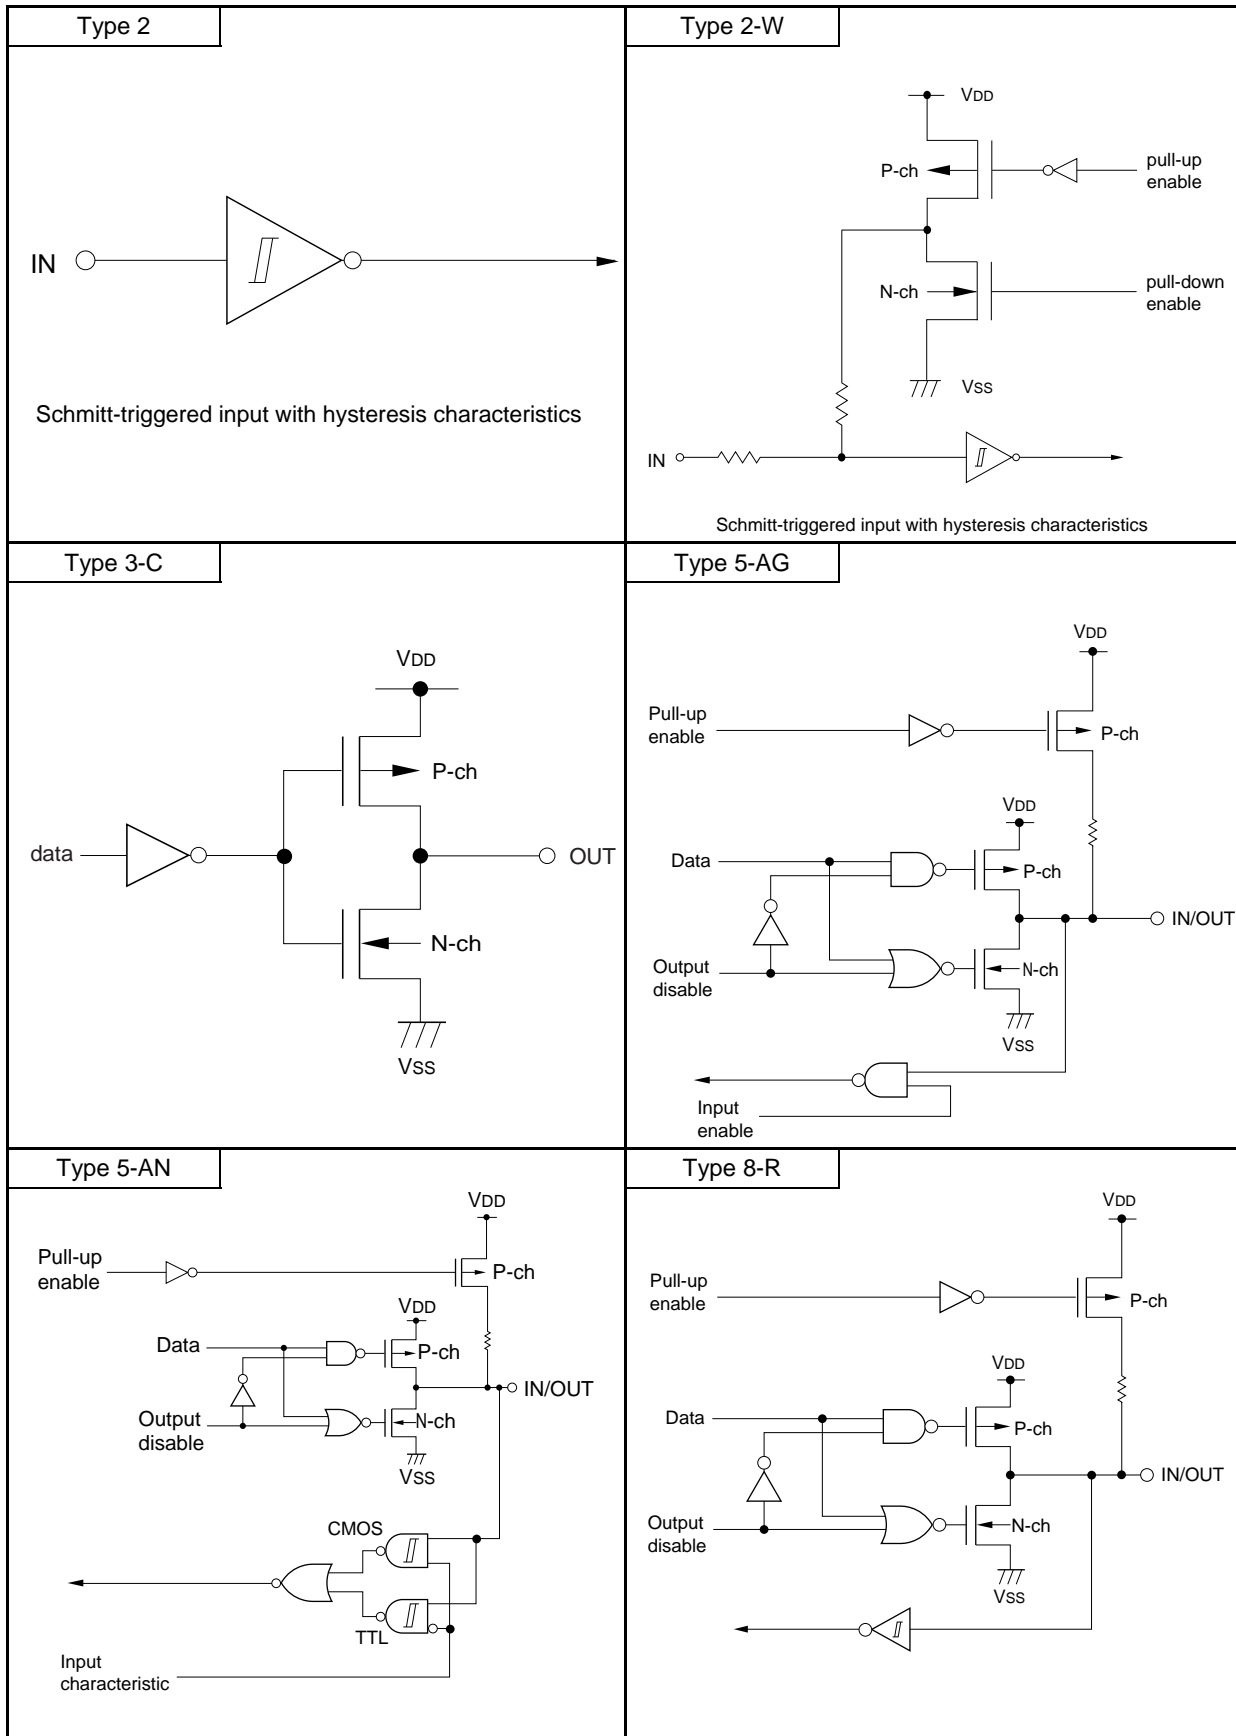 Type 2
IN
Schmitt-triggered input with hysteresis characteristics
Type 2-W
VDD
P-ch
pull-up
enable
N-ch
pull-down
enable
VSS
IN
Schmitt-triggered input with hysteresis characteristics
Type 3-C
VDD
P-ch
data
OUT
N-ch
VSS
Type 5-AG
VDD
Pull-up
enable
P-ch
VDD
Data
P-ch
IN/OUT
Output
disable
N-ch
VSS
Input
enable
Type 5-AN
VDD
Pull-up
enable
P-ch
VDD
Data
P-ch
IN/OUT
Output
disable
N-ch
VSS
CMOS
TTL
Input
characteristic
Type 8-R
VDD
Pull-up
enable
P-ch
VDD
Data
P-ch
IN/OUT
Output
disable
N-ch
VSS